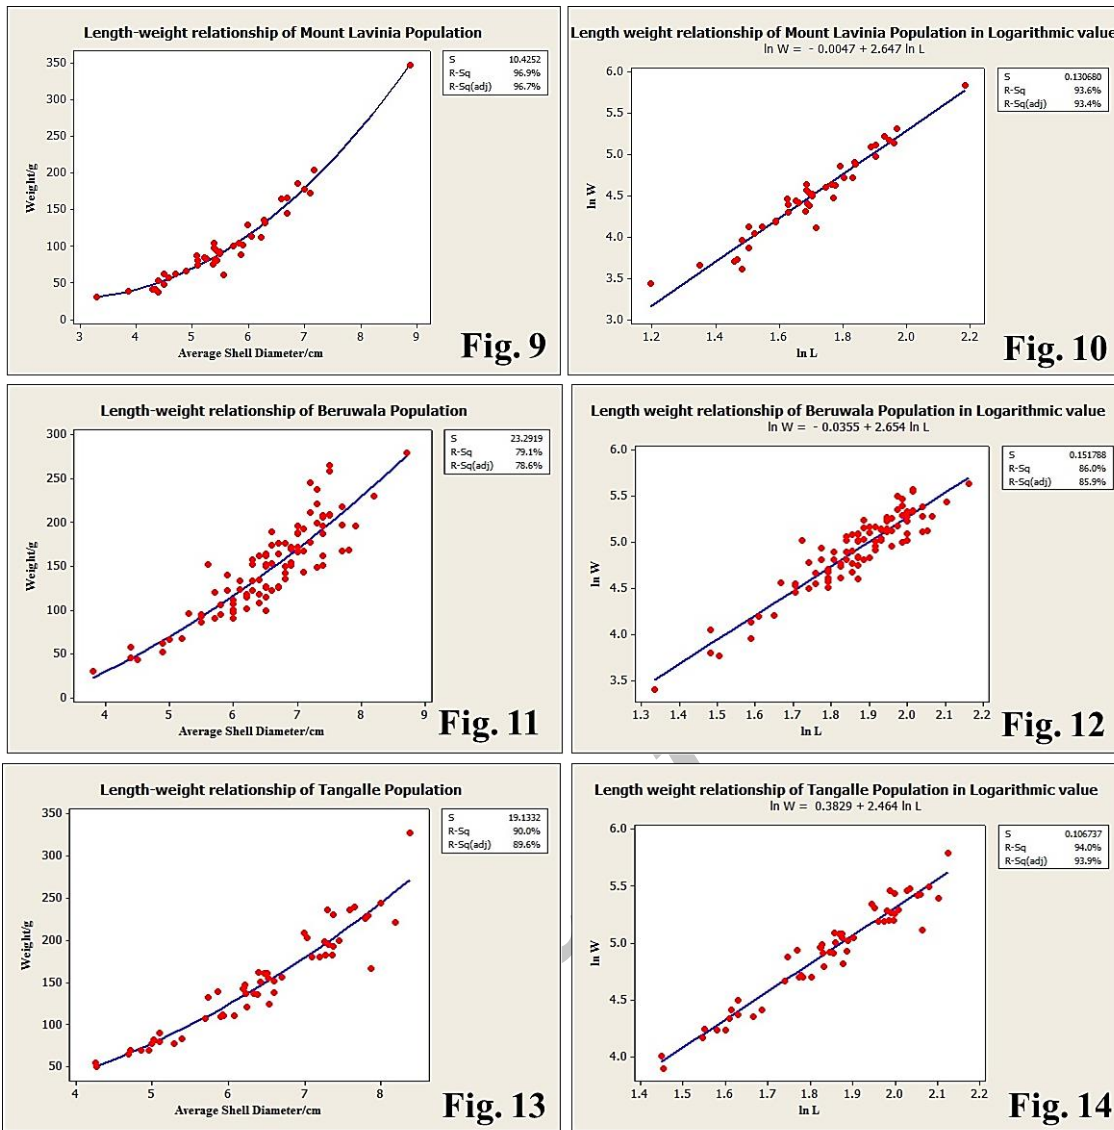 Length-weight relationship of Mount Lavinia Population
S 10.4252
R-Sq 96.9%
R-Sq(adj) 96.7%
350
300
250
200
150
100
50
0
Weight/g
3 4 5 6 7 8 9
Average Shell Diameter/cm
Fig. 9
Length weight relationship of Mount Lavinia Population in Logarithmic value
ln W = - 0.0047 + 2.647 ln L
S 0.130680
R-Sq 93.6%
R-Sq(adj) 93.4%
6.0
5.5
5.0
4.5
4.0
3.5
3.0
ln W
1.2 1.4 1.6 1.8 2.0 2.2
ln L
Fig. 10
Length-weight relationship of Beruwala Population
S 23.2919
R-Sq 79.1%
R-Sq(adj) 78.6%
300
250
200
150
100
50
0
Weight/g
4 5 6 7 8 9
Average Shell Diameter/cm
Fig. 11
Length weight relationship of Beruwala Population in Logarithmic value
ln W = - 0.0355 + 2.654 ln L
S 0.151788
R-Sq 86.0%
R-Sq(adj) 85.9%
6.0
5.5
5.0
4.5
4.0
3.5
ln W
1.3 1.4 1.5 1.6 1.7 1.8 1.9 2.0 2.1 2.2
ln L
Fig. 12
Length-weight relationship of Tangalle Population
S 19.1332
R-Sq 90.0%
R-Sq(adj) 89.6%
350
300
250
200
150
100
50
Weight/g
4 5 6 7 8
Average Shell Diameter/cm
Fig. 13
Length weight relationship of Tangalle Population in Logarithmic value
ln W = 0.3829 + 2.464 ln L
S 0.106737
R-Sq 94.0%
R-Sq(adj) 93.9%
6.0
5.5
5.0
4.5
4.0
ln W
1.4 1.5 1.6 1.7 1.8 1.9 2.0 2.1 2.2
ln L
Fig. 14